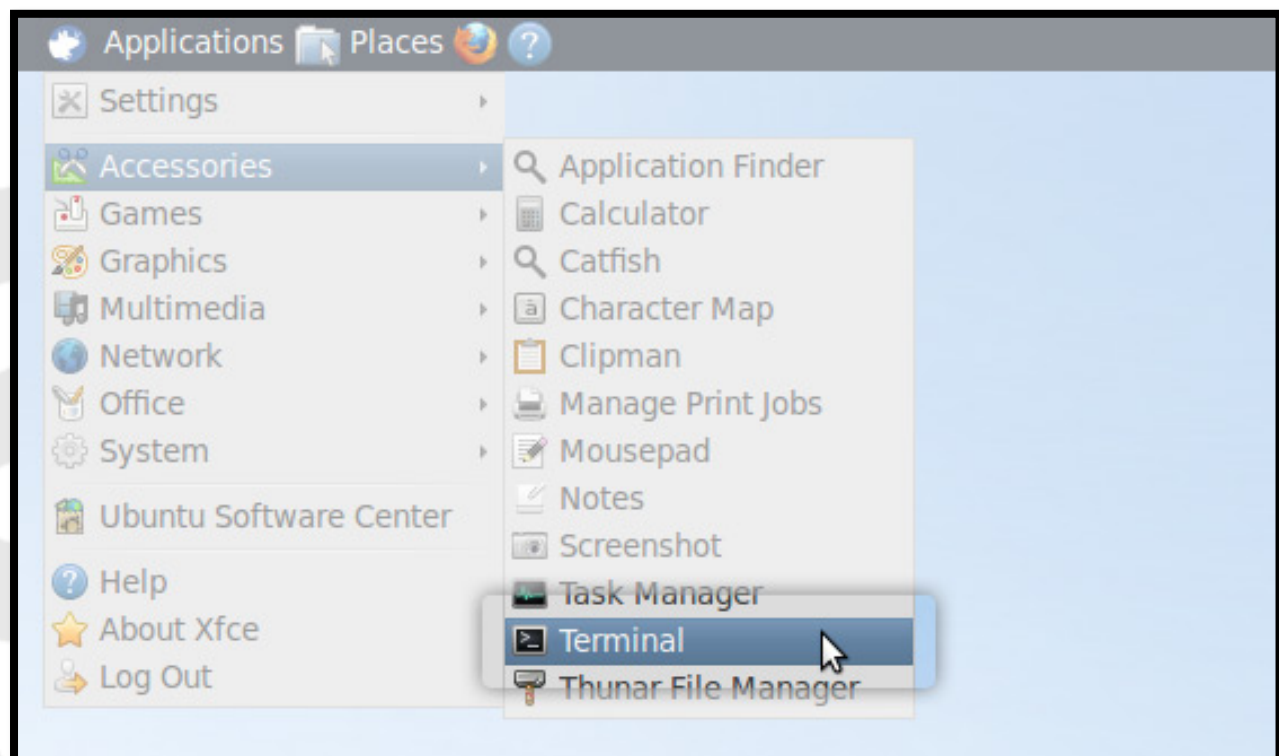 Applications Places ?
Settings
Accessories
Games
Graphics
Multimedia
Network
Office
System
Ubuntu Software Center
Help
About Xfce
Log Out
Application Finder
Calculator
Catfish
Character Map
Clipman
Manage Print Jobs
Mousepad
Notes
Screenshot
Task Manager
Terminal
Thunar File Manager